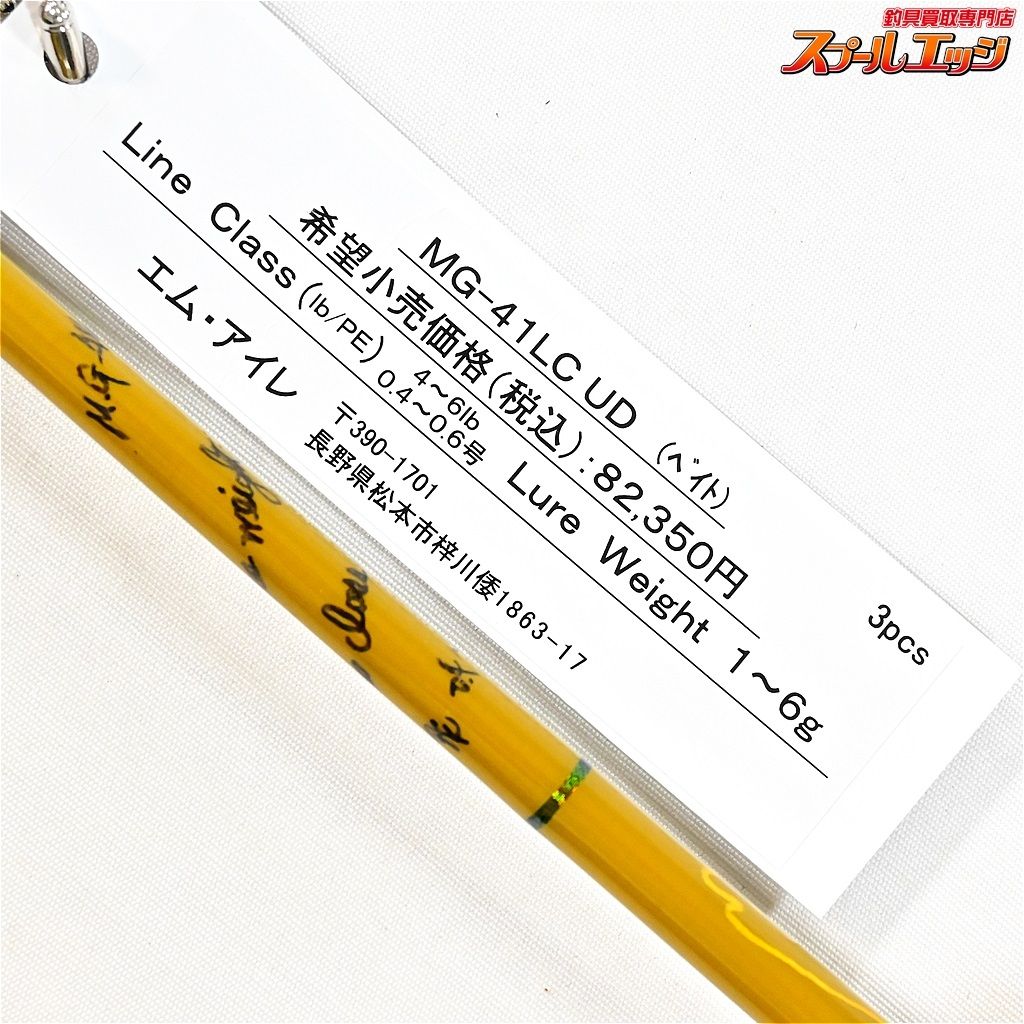 釣具買取専門店
スプールエッジ
MG-41LC UD (ベイト)
希望小売価格(税込):82,350円
Line Class(lb/PE) 4～6lb 0.4～0.6号 Lure Weight 1～6g
エム・アイレ 〒390-1701
長野県松本市梓川倭1863-17
3pcs
M.G-4
weight
Class